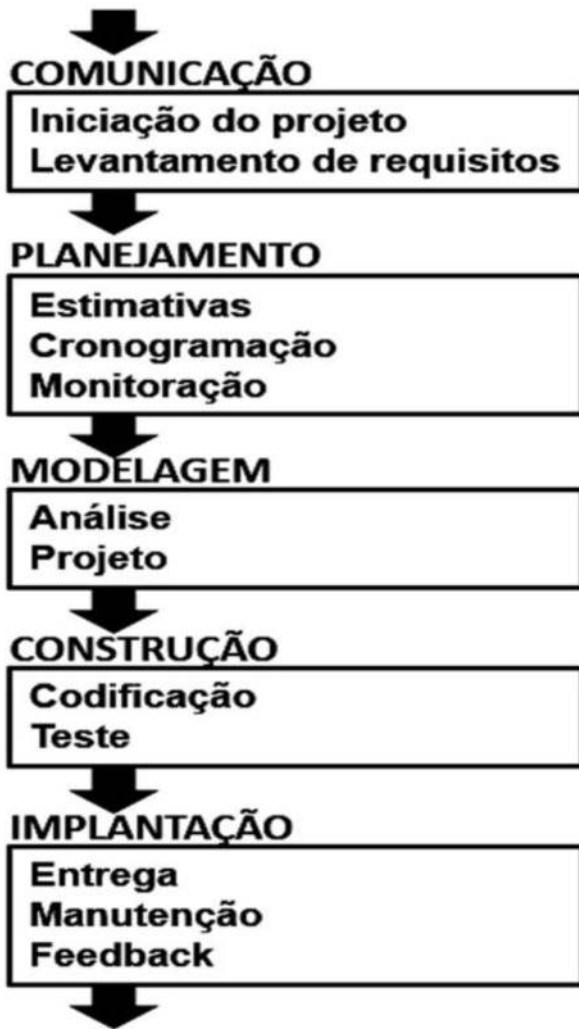 COMUNICAÇÃO
Iniciação do projeto
Levantamento de requisitos
PLANEJAMENTO
Estimativas
Cronogramação
Monitoração
MODELAGEM
Análise
Projeto
CONSTRUÇÃO
Codificação
Teste
IMPLANTAÇÃO
Entrega
Manutenção
Feedback